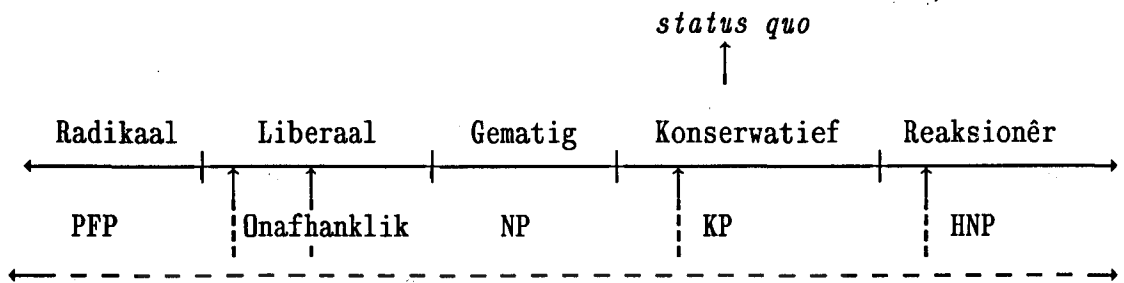 status quo
Radikaal Liberaal Gematig Konserwatief Reaksionêr
PFP Onafhanklik NP KP HNP